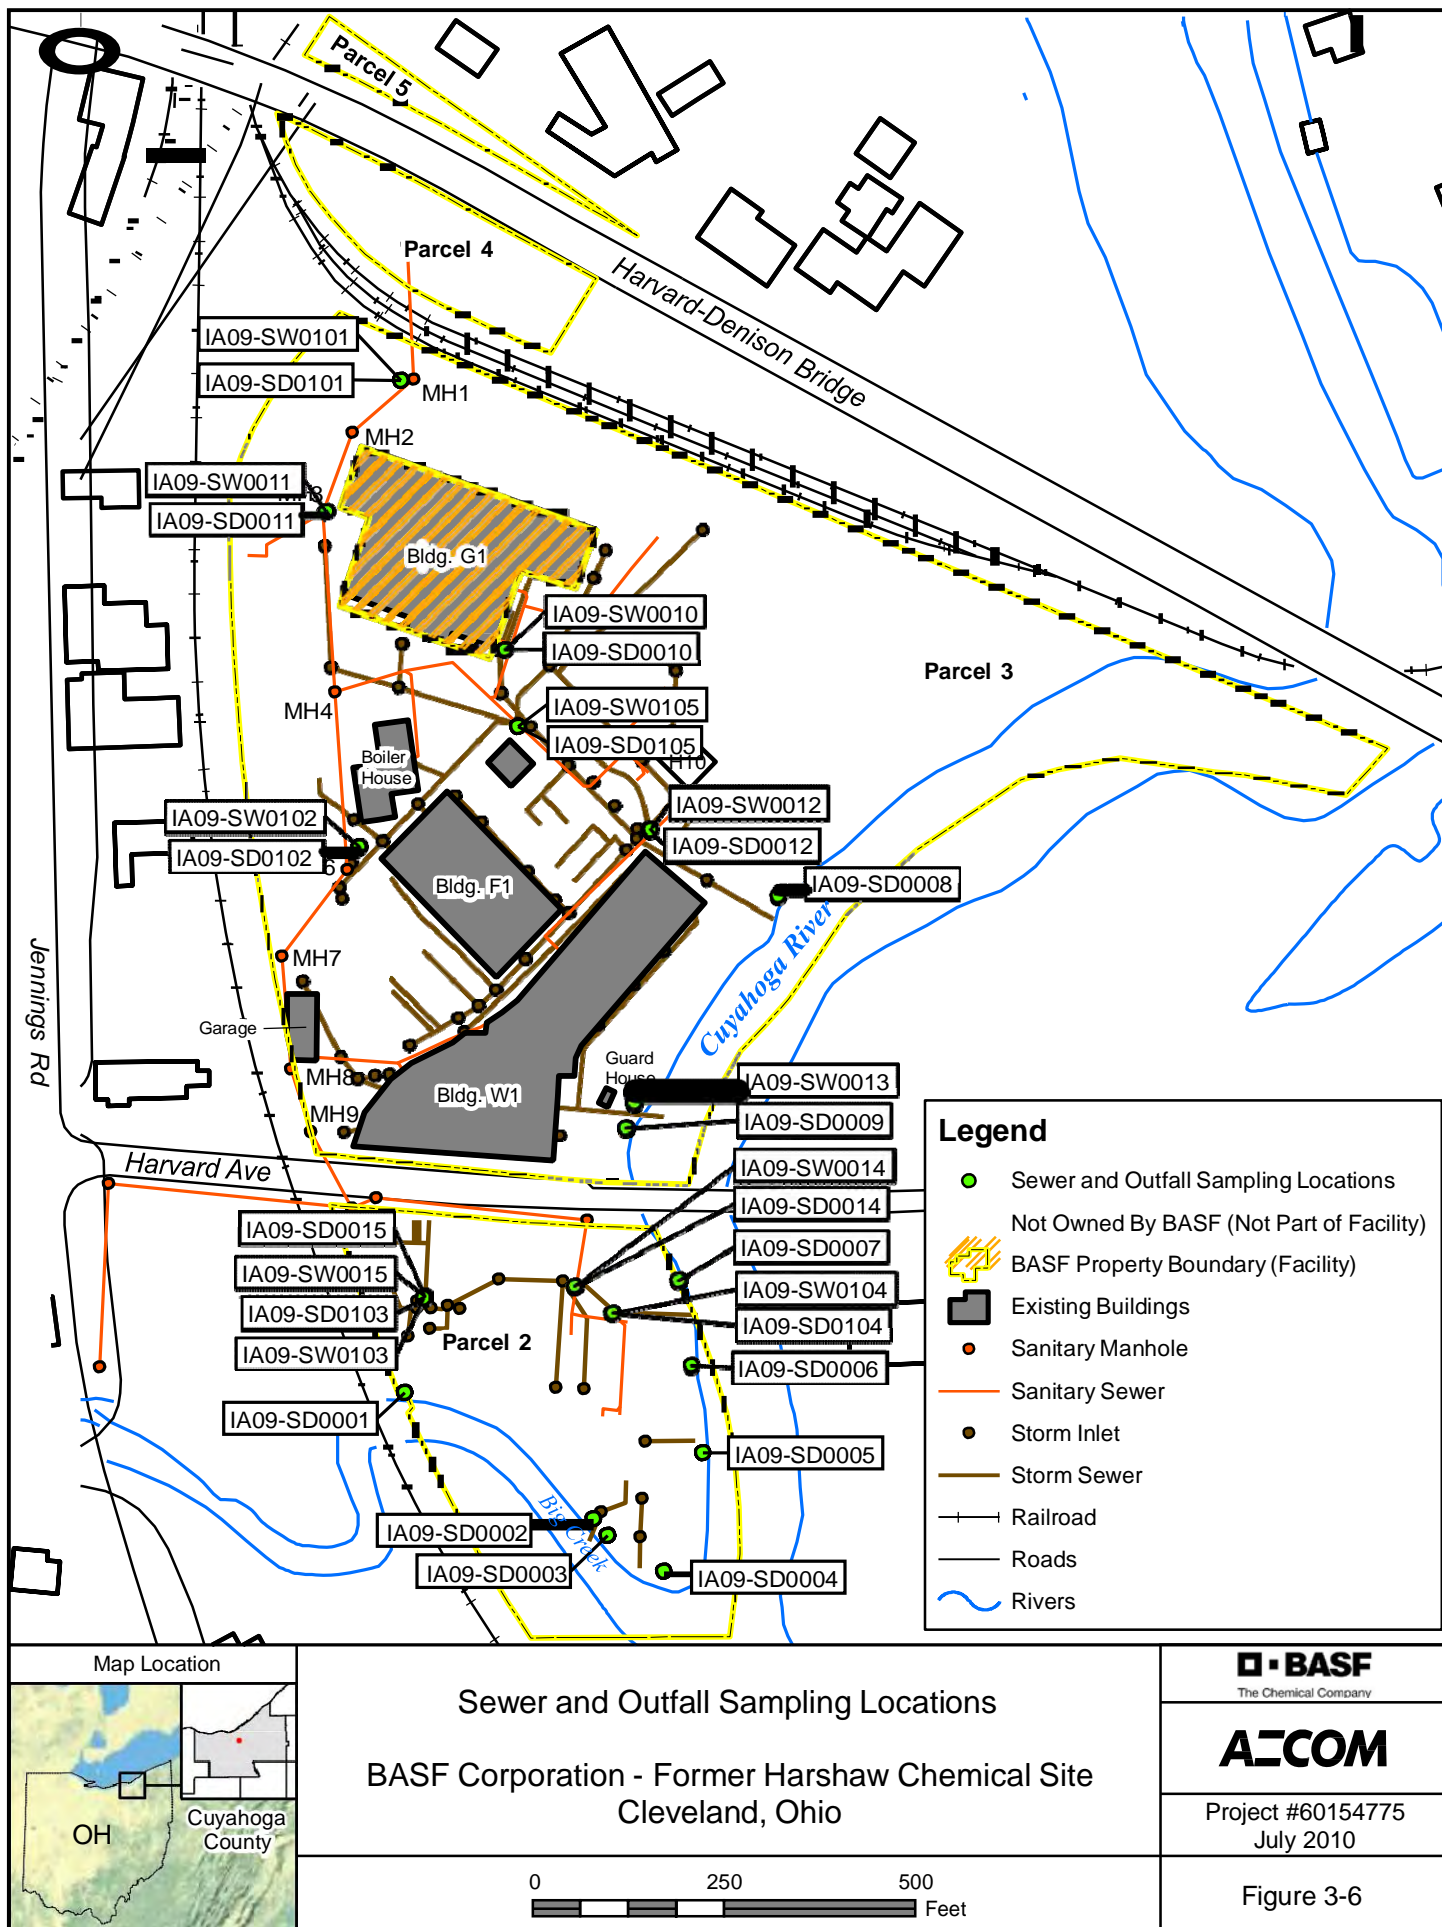 Parcel 5
Parcel 4
Harvard-Denison Bridge
IA09-SW0101
IA09-SD0101
MH1
MH2
IA09-SW0011
IA09-SD0011
Bldg. G1
IA09-SW0010
IA09-SD0010
Parcel 3
MH4
IA09-SW0105
IA09-SD0105
Boiler
House
IA09-SW0012
IA09-SD0012
IA09-SW0102
IA09-SD0102
6
Bldg. F1
IA09-SD0008
Cuyahoga River
MH7
Jennings Rd
Garage
Guard
House
MH8
Bldg. W1
IA09-SW0013
IA09-SD0009
MH9
Harvard Ave
IA09-SW0014
IA09-SD0014
IA09-SD0007
IA09-SW0104
IA09-SD0104
IA09-SD0006
IA09-SD0015
IA09-SW0015
IA09-SD0103
IA09-SW0103
Parcel 2
IA09-SD0001
IA09-SD0005
Big Creek
IA09-SD0002
IA09-SD0003
IA09-SD0004
Legend
Sewer and Outfall Sampling Locations
Not Owned By BASF (Not Part of Facility)
BASF Property Boundary (Facility)
Existing Buildings
Sanitary Manhole
Sanitary Sewer
Storm Inlet
Storm Sewer
Railroad
Roads
Rivers
Map Location
OH
Cuyahoga
County
Sewer and Outfall Sampling Locations
BASF Corporation - Former Harshaw Chemical Site
Cleveland, Ohio
0 250 500
Feet
BASF
The Chemical Company
AECOM
Project #60154775
July 2010
Figure 3-6